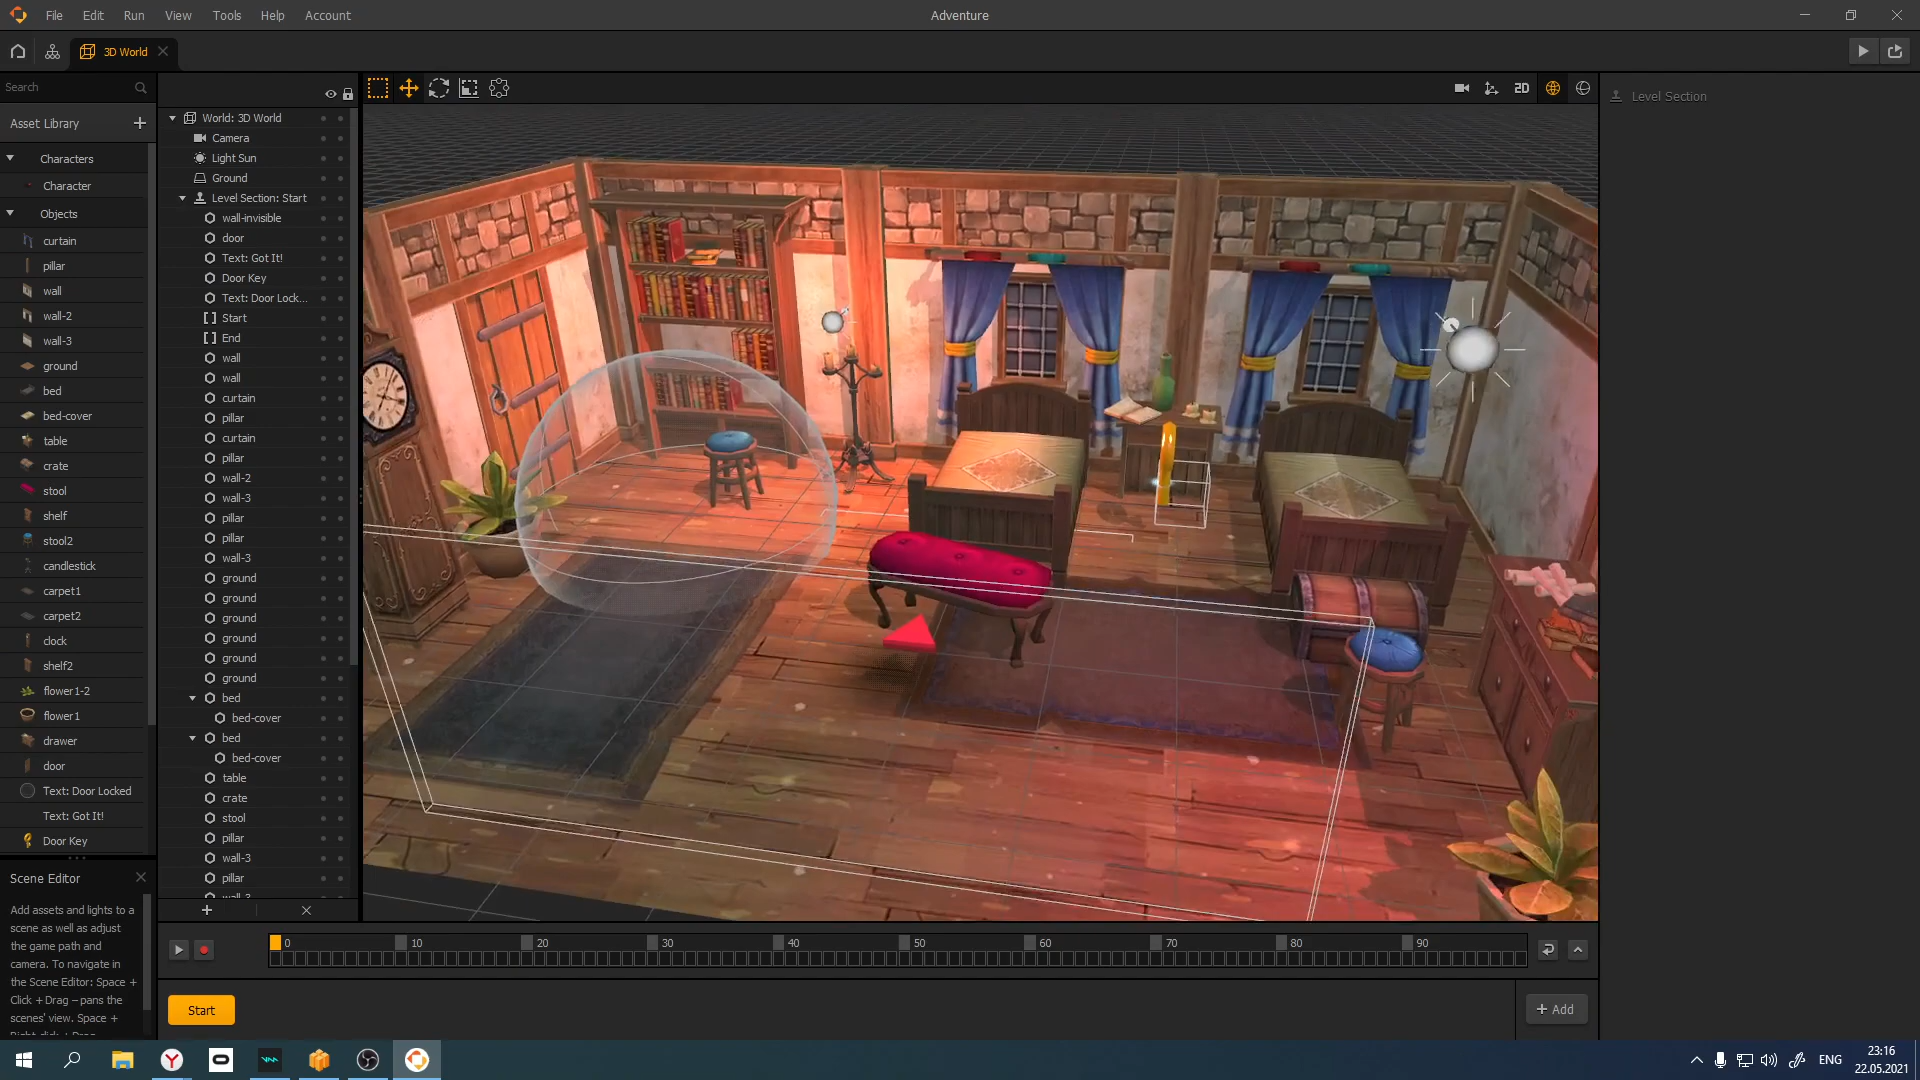 File Edit Run View Tools Help Account
Adventure
3D World
Search
Asset Library
Characters
Character
Objects
curtain
pillar
wall
wall-2
wall-3
ground
bed
bed-cover
table
crate
stool
shelf
stool2
candlestick
carpet1
carpet2
clock
shelf2
flower1-2
flower1
drawer
door
Text: Door Locked
Text: Got It!
Door Key
Scene Editor
Add assets and lights to a
scene as well as adjust
the game path and
camera. To navigate in
the Scene Editor: Space +
Click + Drag – pans the
scenes' view. Space +
Right click + Drag
World: 3D World
Camera
Light Sun
Ground
Level Section: Start
wall-invisible
door
Text: Got It!
Door Key
Text: Door Lock...
Start
End
wall
wall
curtain
pillar
curtain
pillar
wall-2
wall-3
pillar
pillar
wall-3
ground
ground
ground
ground
ground
ground
bed
bed-cover
bed
bed-cover
table
crate
stool
pillar
wall-3
pillar
wall-3
2D
Level Section
0 10 20 30 40 50 60 70 80 90
Start
+ Add
ENG
23:16
22.05.2021